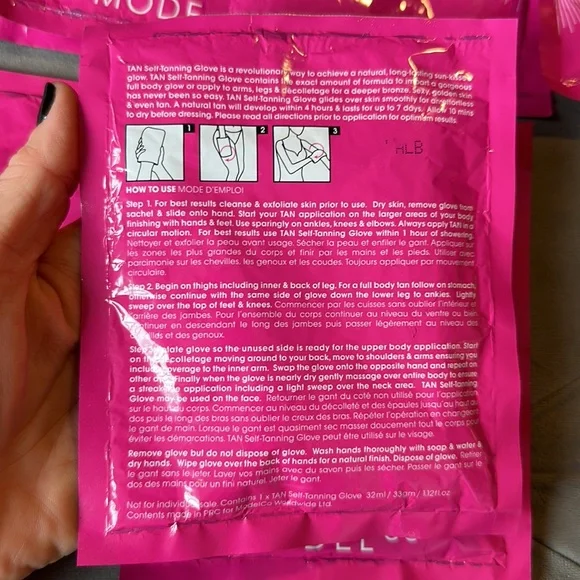 MODE
TAN Self-Tanning Glove is a revolutionary way to achieve a natural, long-lasting sun-kissed
glow. TAN Self-Tanning Glove contains the exact amount of formula to impart a gorgeous
full body glow or apply to arms, legs & décolletage for a deeper bronze. Sexy, golden skin
has never been so easy. TAN Self-Tanning Glove glides over skin smoothly for an effortless
& even tan. A natural tan will develop within 4 hours & lasts for up to 7 days. Allow 10 mins
to dry before dressing. Please read all directions prior to application for optimum results.
1 2 3
HLB
HOW TO USE MODE D'EMPLOI
Step 1. For best results cleanse & exfoliate skin prior to use. Dry skin, remove glove from
sachet & slide onto hand. Start your TAN application on the larger areas of your body
finishing with hands & feet. Use sparingly on ankles, knees & elbows. Always apply TAN in a
circular motion. For best results use TAN Self-Tanning Glove within 1 hour of showering.
Nettoyer et exfolier la peau avant usage. Sécher la peau et enfiler le gant. Appliquer sur
les zones les plus grandes du corps et finir par les mains et les pieds. Utiliser avec
parcimonie sur les chevilles, les genoux et les coudes. Toujours appliquer par mouvement
circulaire.
Step 2. Begin on thighs including inner & back of leg. For a full body tan follow on stomach,
otherwise continue with the same side of glove down the lower leg to ankles. Lightly
sweep over the top of feet & knees. Commencer par les cuisses sans oublier l'intérieur et
l'arrière des jambes. Pour l'ensemble du corps continuer au niveau du ventre ou bien
continuer en descendant le long des jambes puis passer légèrement au niveau des
pieds et des genoux.
Step 3. Rotate glove so the unused side is ready for the upper body application. Start
on the décolletage moving around to your back, move to shoulders & arms ensuring you
include coverage to the inner arm. Swap the glove onto the opposite hand and repeat on
other Finally when the glove is nearly dry gently massage over entire body to ensure
a streak application including a light sweep over the neck area. TAN Self-Tanning
Glove may be used on the face. Retourner le gant du coté non utilisé pour l'application
sur le haut du corps. Commencer au niveau du décolleté et des épaules jusqu'au haut du
dos puis le long des bras sans oublier le creux des bras. Répéter l'opération en changeant
le gant de main. Lorsque le gant est quasiment sec masser doucement tout le corps pour
éviter les démarcations. TAN Self-Tanning Glove peut être utilisé sur le visage.
Remove glove but do not dispose of glove. Wash hands thoroughly with soap & water &
dry hands. Wipe glove over the back of hands for a natural finish. Dispose of glove. Retirer
le gant sans le jeter. Laver vos mains avec du savon puis les sécher. Passer le gant sur le
dos des mains pour un fini naturel. Jeter le gant.
Not for individual sale. Contains 1 x TAN Self-Tanning Glove 32ml / 1.12fl.oz
Contents made in PRC for ModelCo Worldwide Ltd.